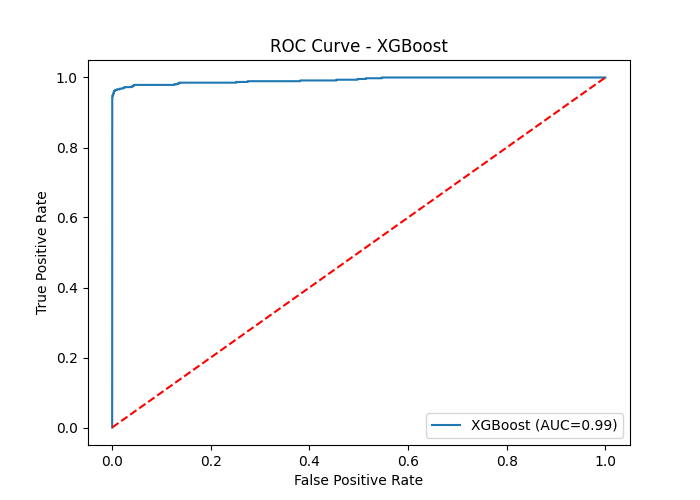 ROC Curve - XGBoost
True Positive Rate
1.0
0.8
0.6
0.4
0.2
0.0
XGBoost (AUC=0.99)
0.0 0.2 0.4 0.6 0.8 1.0
False Positive Rate